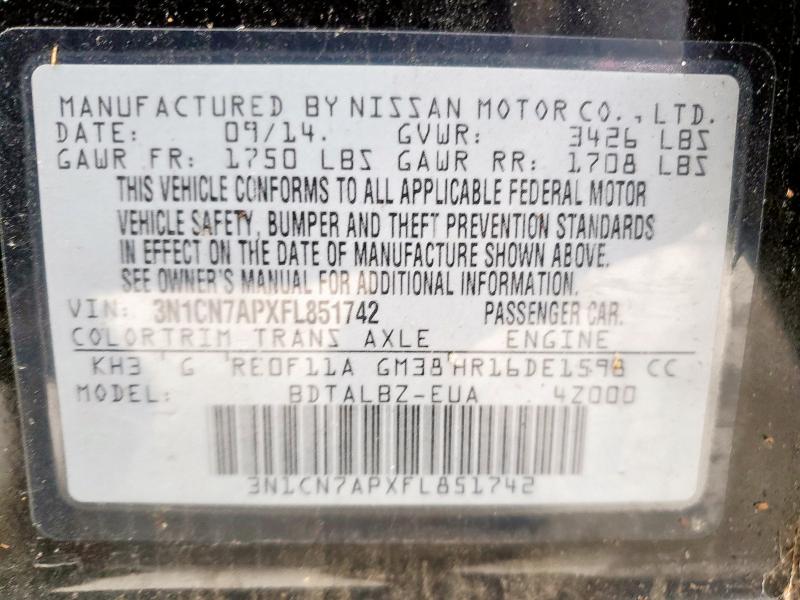 MANUFACTURED BY NISSAN MOTOR CO., LTD.
DATE: 09/14. GVWR: 3426 LBS
GAWR FR: 1750 LBS GAWR RR: 1708 LBS
THIS VEHICLE CONFORMS TO ALL APPLICABLE FEDERAL MOTOR
VEHICLE SAFETY, BUMPER AND THEFT PREVENTION STANDARDS
IN EFFECT ON THE DATE OF MANUFACTURE SHOWN ABOVE.
SEE OWNER'S MANUAL FOR ADDITIONAL INFORMATION.
VIN: 3N1CN7APXFL851742 PASSENGER CAR.
COLOR TRIM TRANS AXLE ENGINE
KH3 G RE0F11A GM38 HR16DE1598 CC
MODEL: BDTALBZ-EUA 4Z000
3N1CN7APXFL851742